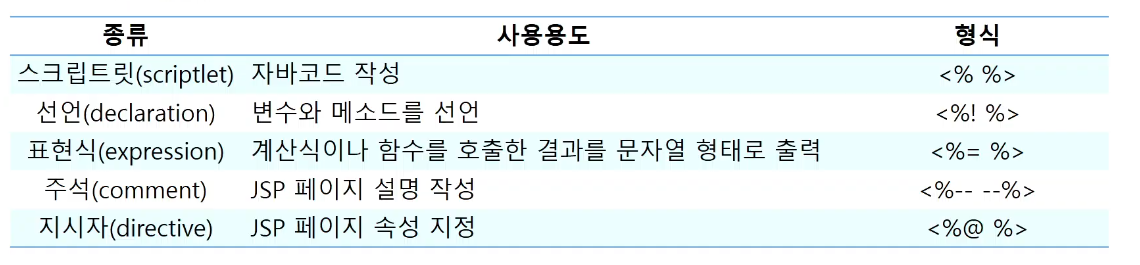 종류 사용용도 형식
스크립트릿(scriptlet) 자바코드 작성 <% %>
선언(declaration) 변수와 메소드를 선언 <%! %>
표현식(expression) 계산식이나 함수를 호출한 결과를 문자열 형태로 출력 <%= %>
주석(comment) JSP 페이지 설명 작성 <%-- --%>
지시자(directive) JSP 페이지 속성 지정 <%@ %>